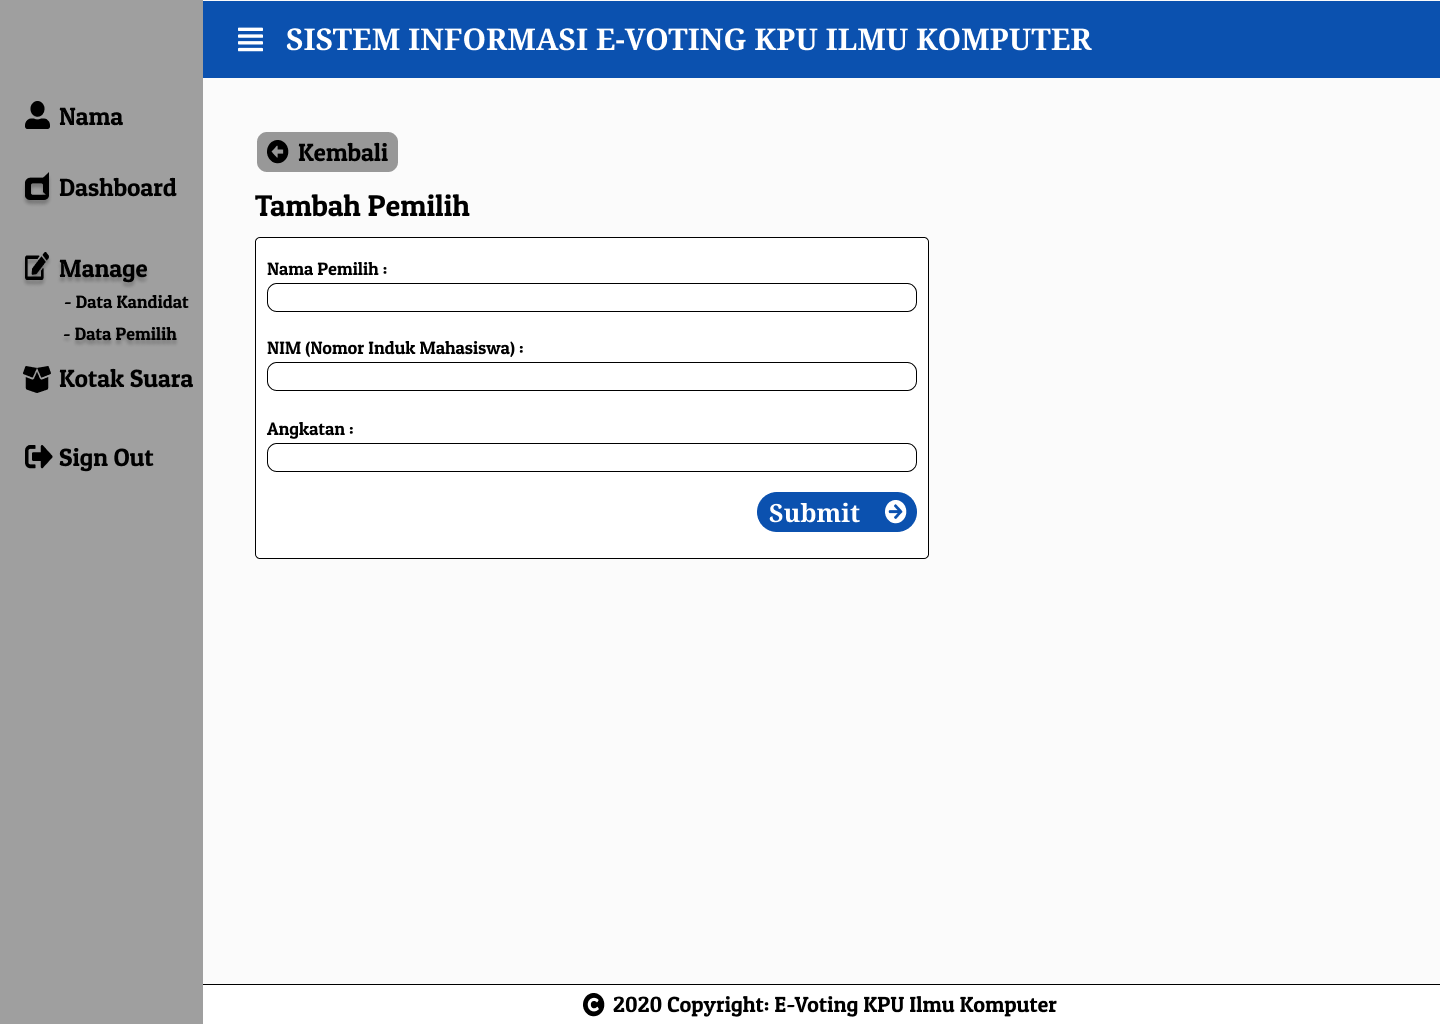 SISTEM INFORMASI E-VOTING KPU ILMU KOMPUTER
Nama
Dashboard
Manage
- Data Kandidat
- Data Pemilih
Kotak Suara
Sign Out
Kembali
Tambah Pemilih
Nama Pemilih :
NIM (Nomor Induk Mahasiswa) :
Angkatan :
Submit
2020 Copyright: E-Voting KPU Ilmu Komputer